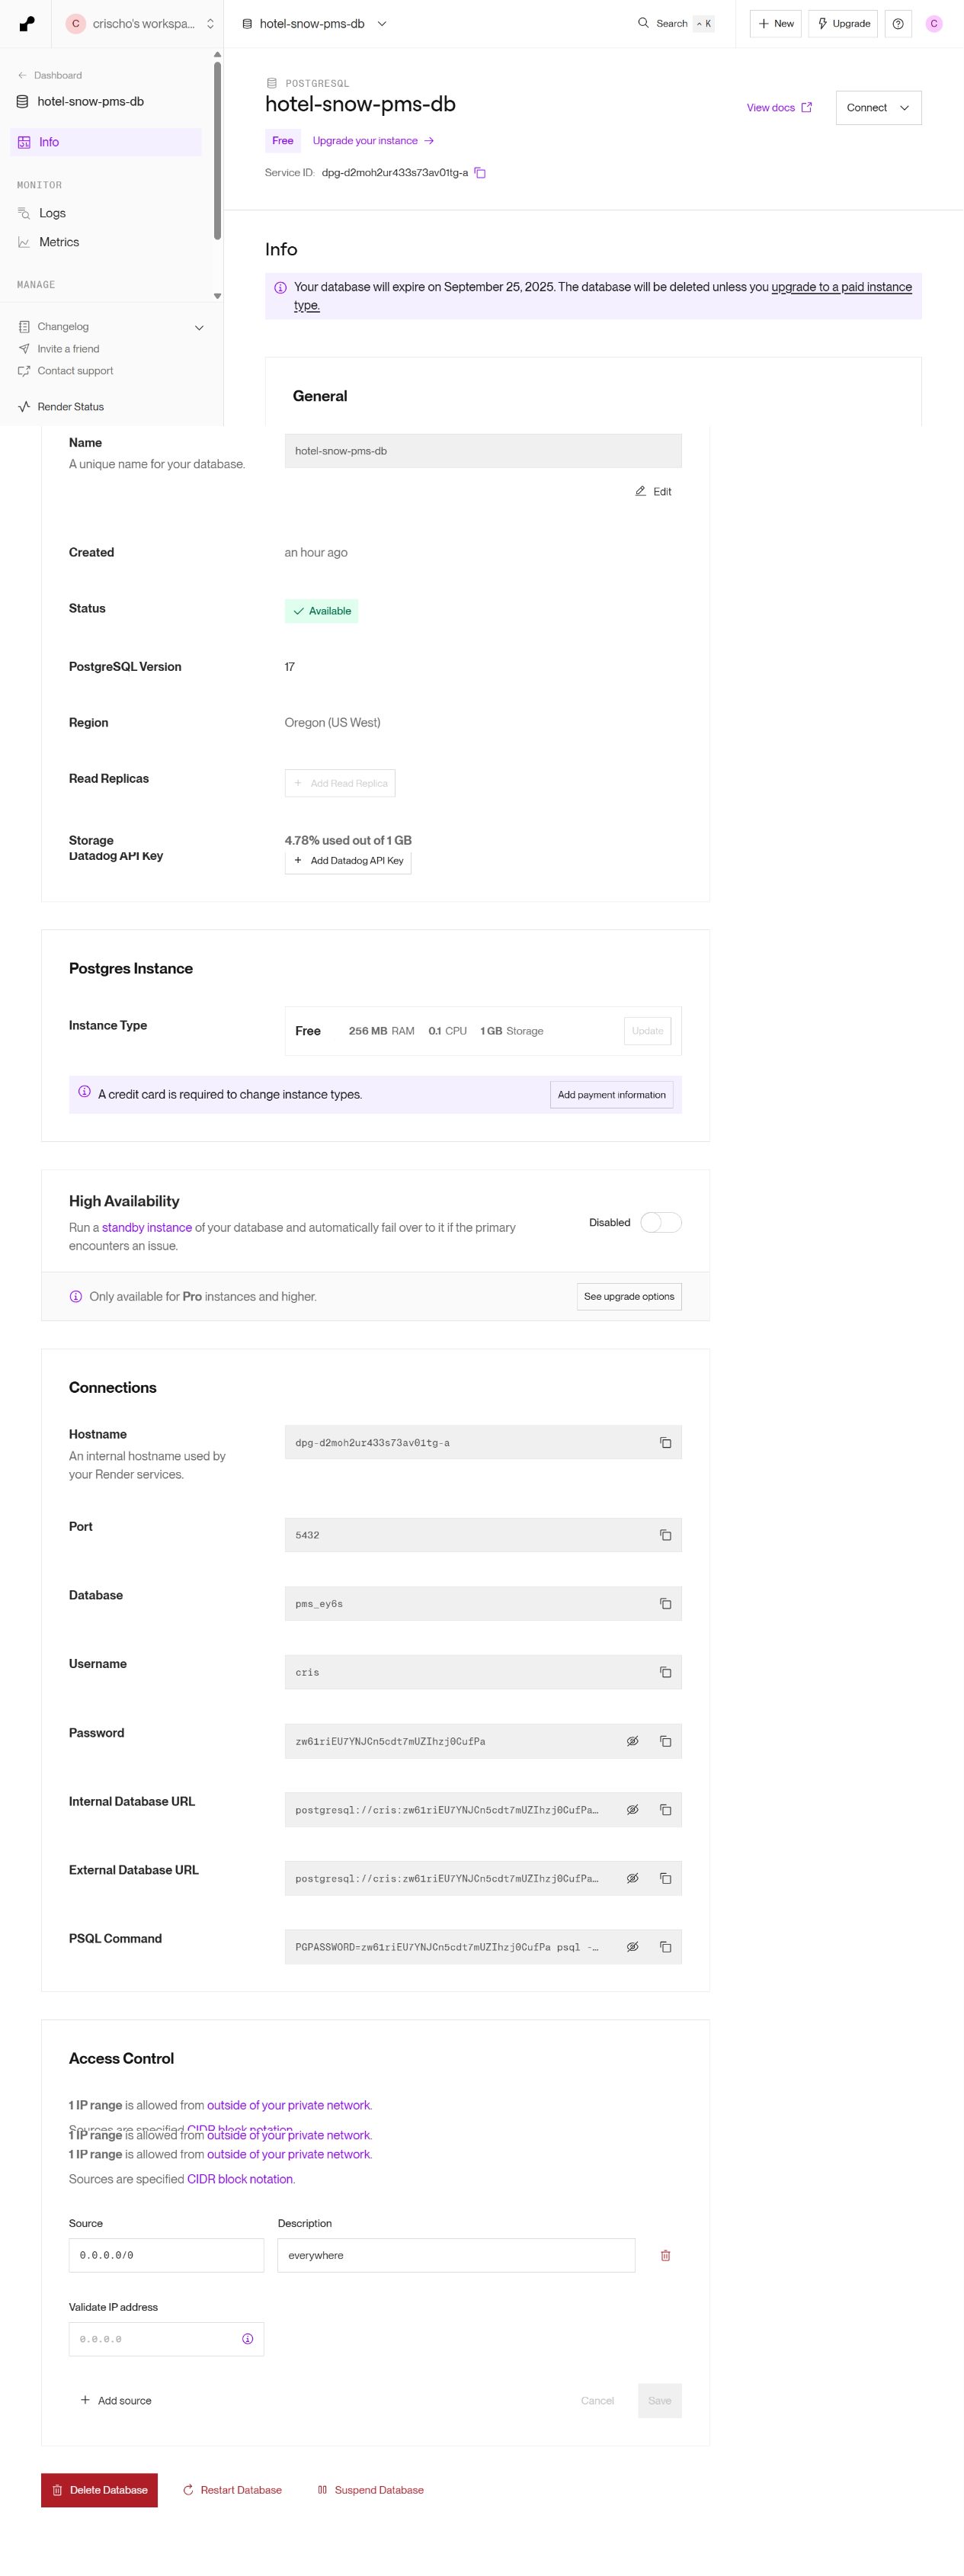 C crischo's workspa...
hotel-snow-pms-db
Search
K
New
Upgrade
C
Dashboard
hotel-snow-pms-db
Info
MONITOR
Logs
Metrics
MANAGE
Changelog
Invite a friend
Contact support
Render Status
POSTGRESQL
hotel-snow-pms-db
View docs
Connect
Free
Upgrade your instance
Service ID: dpg-d2moh2ur433s73av01tg-a
Info
Your database will expire on September 25, 2025. The database will be deleted unless you upgrade to a paid instance
type.
General
Name
A unique name for your database.
hotel-snow-pms-db
Edit
Created
an hour ago
Status
Available
PostgreSQL Version
17
Region
Oregon (US West)
Read Replicas
+ Add Read Replica
Storage
4.78% used out of 1 GB
Datadog API Key
+ Add Datadog API Key
Postgres Instance
Instance Type
Free 256 MB RAM 0.1 CPU 1 GB Storage
Update
A credit card is required to change instance types.
Add payment information
High Availability
Run a standby instance of your database and automatically fail over to it if the primary
encounters an issue.
Disabled
Only available for Pro instances and higher.
See upgrade options
Connections
Hostname
An internal hostname used by
your Render services.
dpg-d2moh2ur433s73av01tg-a
Port
5432
Database
pms_ey6s
Username
cris
Password
zw61riEU7YNJCn5cdt7mUZIhzj0CufPa
Internal Database URL
postgresql://cris:zw61riEU7YNJCn5cdt7mUZIhzj0CufPa…
External Database URL
postgresql://cris:zw61riEU7YNJCn5cdt7mUZIhzj0CufPa…
PSQL Command
PGPASSWORD=zw61riEU7YNJCn5cdt7mUZIhzj0CufPa psql -…
Access Control
1 IP range is allowed from outside of your private network.
Sources are specified CIDR block notation.
1 IP range is allowed from outside of your private network.
1 IP range is allowed from outside of your private network.
Sources are specified CIDR block notation.
Source
Description
0.0.0.0/0
everywhere
Validate IP address
0.0.0.0
+ Add source
Cancel
Save
Delete Database
Restart Database
Suspend Database